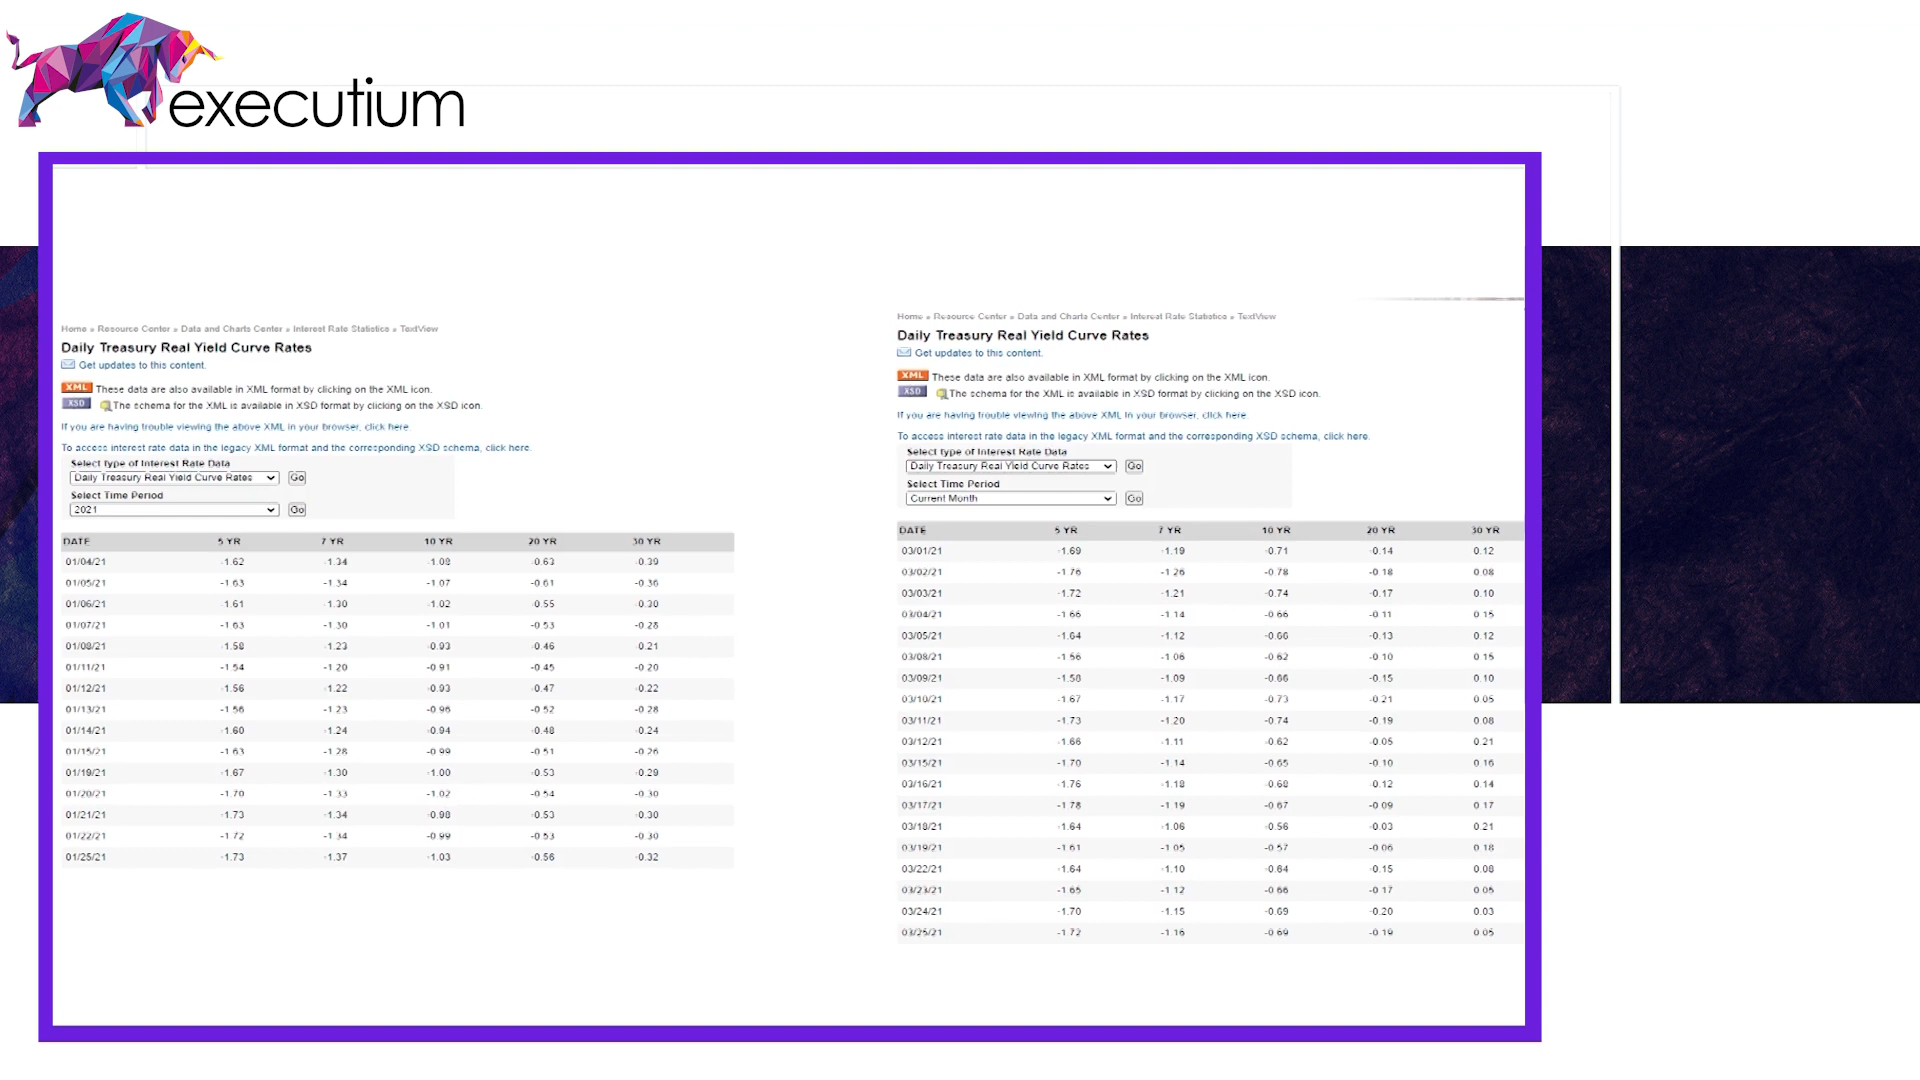 executium
Home » Resource Center » Data and Charts Center » Interest Rate Statistics » TextView
Daily Treasury Real Yield Curve Rates
Get updates to this content.
XML These data are also available in XML format by clicking on the XML icon.
XSD The schema for the XML is available in XSD format by clicking on the XSD icon.
If you are having trouble viewing the above XML in your browser, click here.
To access interest rate data in the legacy XML format and the corresponding XSD schema, click here.
Select type of Interest Rate Data
Daily Treasury Real Yield Curve Rates Go
Select Time Period
2021 Go
DATE 5 YR 7 YR 10 YR 20 YR 30 YR
01/04/21 -1.62 -1.34 -1.08 -0.63 -0.39
01/05/21 -1.63 -1.34 -1.07 -0.61 -0.36
01/06/21 -1.61 -1.30 -1.02 -0.55 -0.30
01/07/21 -1.63 -1.30 -1.01 -0.53 -0.28
01/08/21 -1.58 -1.23 -0.93 -0.46 -0.21
01/11/21 -1.54 -1.20 -0.91 -0.45 -0.20
01/12/21 -1.56 -1.22 -0.93 -0.47 -0.22
01/13/21 -1.56 -1.23 -0.96 -0.52 -0.28
01/14/21 -1.60 -1.24 -0.94 -0.48 -0.24
01/15/21 -1.63 -1.28 -0.99 -0.51 -0.26
01/19/21 -1.67 -1.30 -1.00 -0.53 -0.29
01/20/21 -1.70 -1.33 -1.02 -0.54 -0.30
01/21/21 -1.73 -1.34 -0.98 -0.53 -0.30
01/22/21 -1.72 -1.34 -0.99 -0.53 -0.30
01/25/21 -1.73 -1.37 -1.03 -0.56 -0.32
Home » Resource Center » Data and Charts Center » Interest Rate Statistics » TextView
Daily Treasury Real Yield Curve Rates
Get updates to this content.
XML These data are also available in XML format by clicking on the XML icon.
XSD The schema for the XML is available in XSD format by clicking on the XSD icon.
If you are having trouble viewing the above XML in your browser, click here.
To access interest rate data in the legacy XML format and the corresponding XSD schema, click here.
Select type of Interest Rate Data
Daily Treasury Real Yield Curve Rates Go
Select Time Period
Current Month Go
DATE 5 YR 7 YR 10 YR 20 YR 30 YR
03/01/21 -1.69 -1.19 -0.71 -0.14 0.12
03/02/21 -1.76 -1.26 -0.78 -0.18 0.08
03/03/21 -1.72 -1.21 -0.74 -0.17 0.10
03/04/21 -1.66 -1.14 -0.66 -0.11 0.15
03/05/21 -1.64 -1.12 -0.66 -0.13 0.12
03/08/21 -1.56 -1.06 -0.62 -0.10 0.15
03/09/21 -1.58 -1.09 -0.66 -0.15 0.10
03/10/21 -1.67 -1.17 -0.73 -0.21 0.05
03/11/21 -1.73 -1.20 -0.74 -0.19 0.08
03/12/21 -1.66 -1.11 -0.62 -0.05 0.21
03/15/21 -1.70 -1.14 -0.65 -0.10 0.16
03/16/21 -1.76 -1.18 -0.68 -0.12 0.14
03/17/21 -1.78 -1.19 -0.67 -0.09 0.17
03/18/21 -1.64 -1.06 -0.56 -0.03 0.21
03/19/21 -1.61 -1.05 -0.57 -0.06 0.18
03/22/21 -1.64 -1.10 -0.64 -0.15 0.08
03/23/21 -1.65 -1.12 -0.66 -0.17 0.05
03/24/21 -1.70 -1.15 -0.69 -0.20 0.03
03/25/21 -1.72 -1.16 -0.69 -0.19 0.05